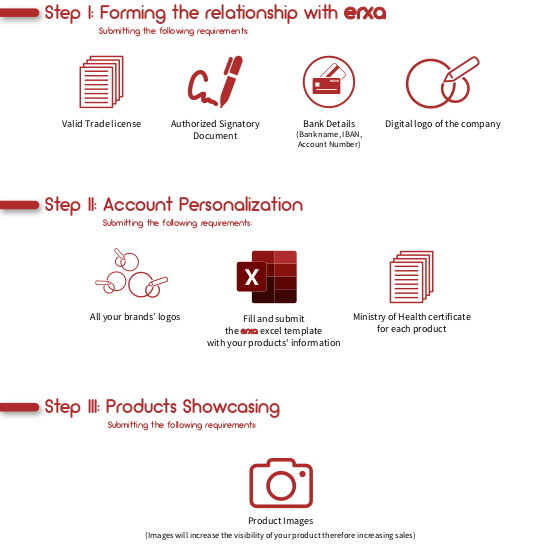 Step I: Forming the relationship with erxa
Submitting the following requirements
Valid Trade license
Authorized Signatory
Document
Bank Details
(Bank name, IBAN,
Account Number)
Digital logo of the company
Step II: Account Personalization
Submitting the following requirements:
All your brands' logos
X
Fill and submit
the erxa excel template
with your products' information
Ministry of Health certificate
for each product
Step III: Products Showcasing
Submitting the following requirements
Product Images
(Images will increase the visibility of your product therefore increasing sales)